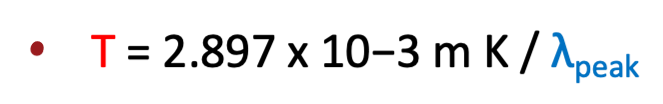 • T = 2.897 x 10−3 m K / λpeak